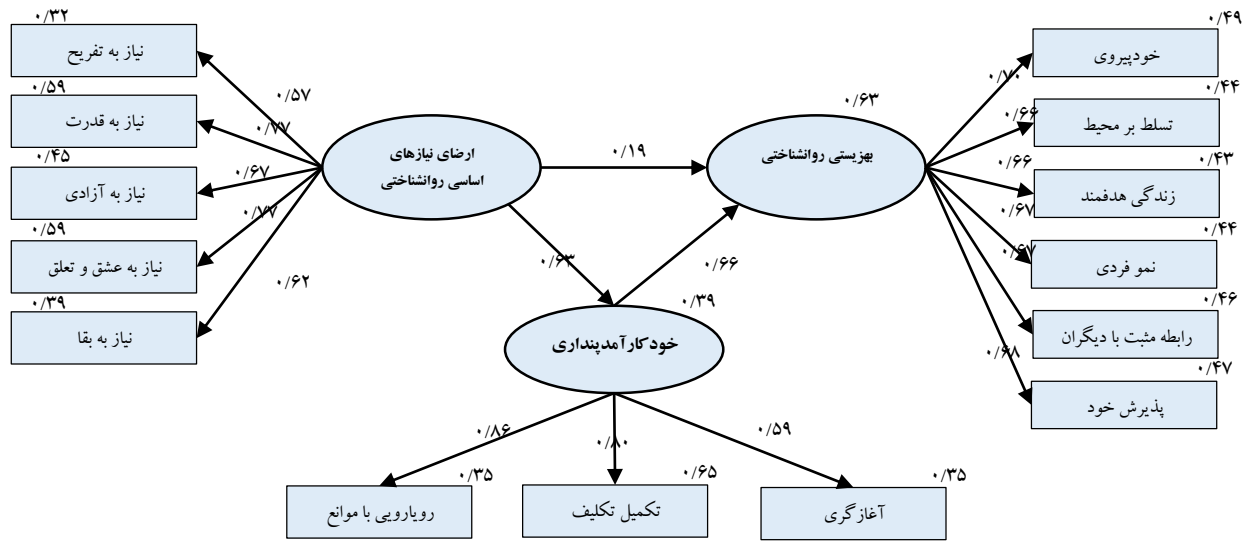 ۰/۳۲
نیاز به تفریح
۰/۵۹
نیاز به قدرت
۰/۴۵
نیاز به آزادی
۰/۵۹
نیاز به عشق و تعلق
۰/۳۹
نیاز به بقا
۰/۵۷
۰/۷۷
۰/۶۷
۰/۷۷
۰/۶۲
ارضای نیازهای
اساسی روانشناختی
۰/۱۹
۰/۶۳
۰/۶۶
۰/۶۳
بهزیستی روانشناختی
۰/۳۹
خودکارآمدپنداری
۰/۷۰
۰/۶۶
۰/۶۶
۰/۶۷
۰/۶۷
۰/۶۸
۰/۴۹
خودپیروی
۰/۴۴
تسلط بر محیط
۰/۴۳
زندگی هدفمند
۰/۴۴
نمو فردی
۰/۴۶
رابطه مثبت با دیگران
۰/۴۷
پذیرش خود
۰/۸۶
۰/۸۰
۰/۵۹
۰/۳۵
رویارویی با موانع
۰/۶۵
تکمیل تکلیف
۰/۳۵
آغازگری